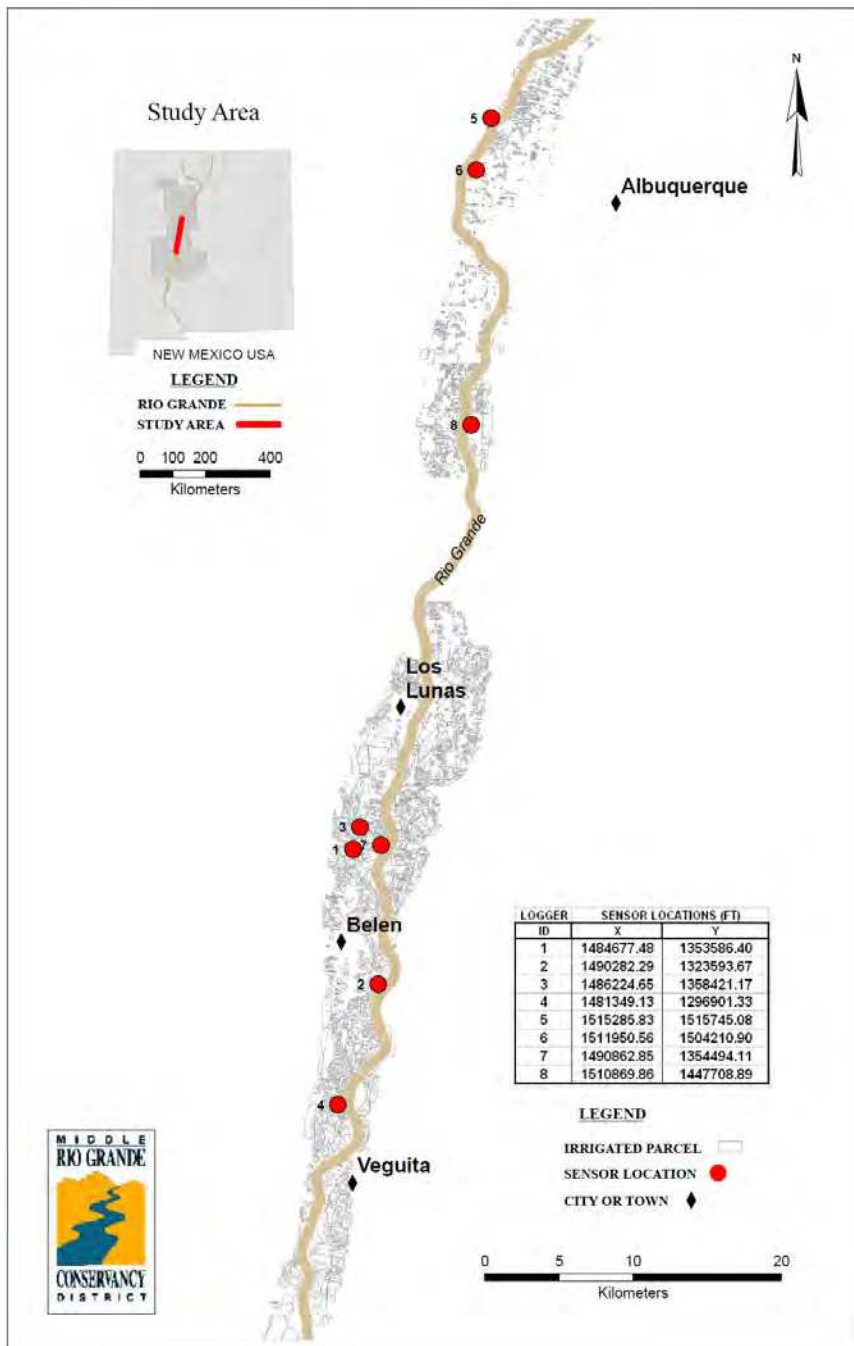 N
Study Area
5
6
Albuquerque
NEW MEXICO USA
LEGEND
RIO GRANDE
STUDY AREA
0 100 200 400
Kilometers
8
Rio Grande
Los
Lunas
3
1
7
Belen
2
4
Veguita
LOGGER SENSOR LOCATIONS (FT)
ID X Y
1 1484677.48 1353586.40
2 1490282.29 1323593.67
3 1486224.65 1358421.17
4 1481349.13 1296901.33
5 1515285.83 1515745.08
6 1511950.56 1504210.90
7 1490862.85 1354494.11
8 1510869.86 1447708.89
LEGEND
IRRIGATED PARCEL
SENSOR LOCATION
CITY OR TOWN
0 5 10 20
Kilometers
MIDDLE
RIO GRANDE
CONSERVANCY
DISTRICT